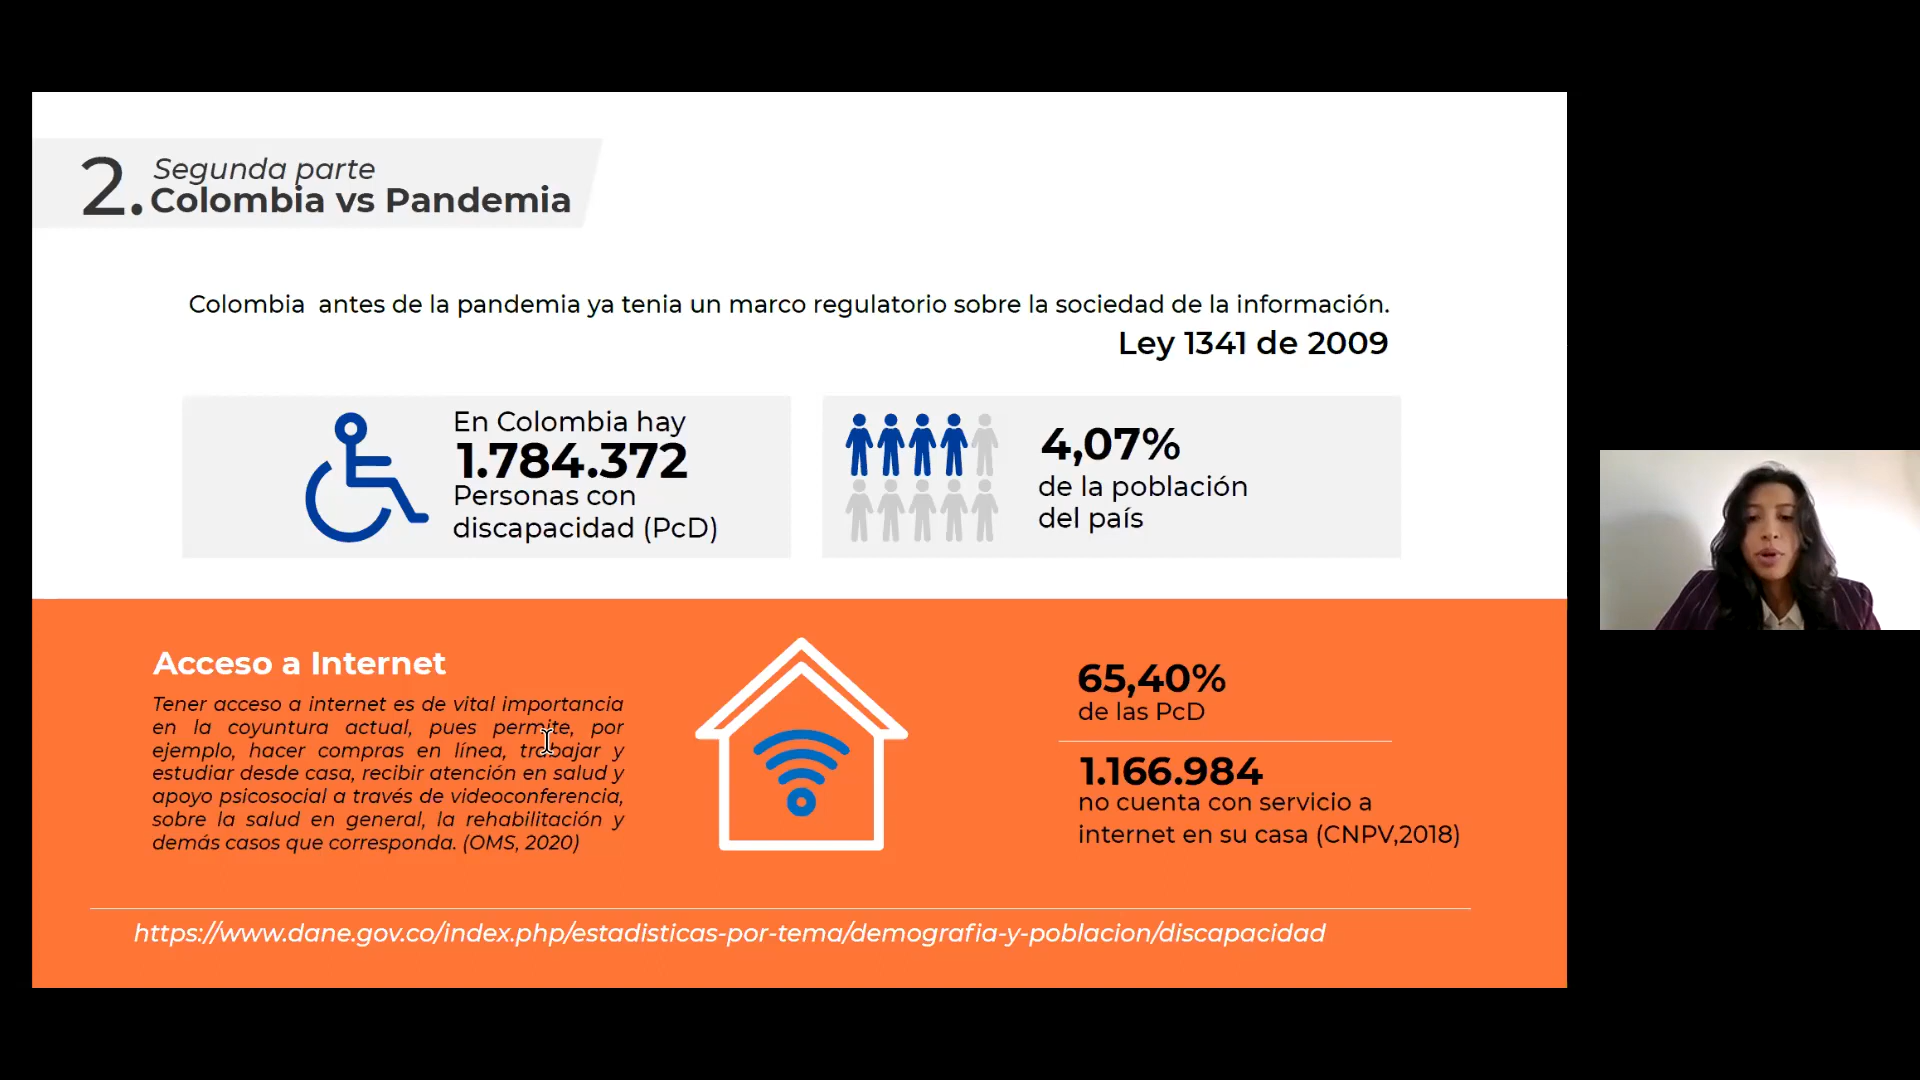 2. Segunda parte
Colombia vs Pandemia
Colombia antes de la pandemia ya tenia un marco regulatorio sobre la sociedad de la información.
Ley 1341 de 2009
En Colombia hay
1.784.372
Personas con
discapacidad (PcD)
4,07%
de la población
del país
Acceso a Internet
Tener acceso a internet es de vital importancia
en la coyuntura actual, pues permite, por
ejemplo, hacer compras en línea, trabajar y
estudiar desde casa, recibir atención en salud y
apoyo psicosocial a través de videoconferencia,
sobre la salud en general, la rehabilitación y
demás casos que corresponda. (OMS, 2020)
65,40%
de las PcD
1.166.984
no cuenta con servicio a
internet en su casa (CNPV,2018)
https://www.dane.gov.co/index.php/estadisticas-por-tema/demografia-y-poblacion/discapacidad